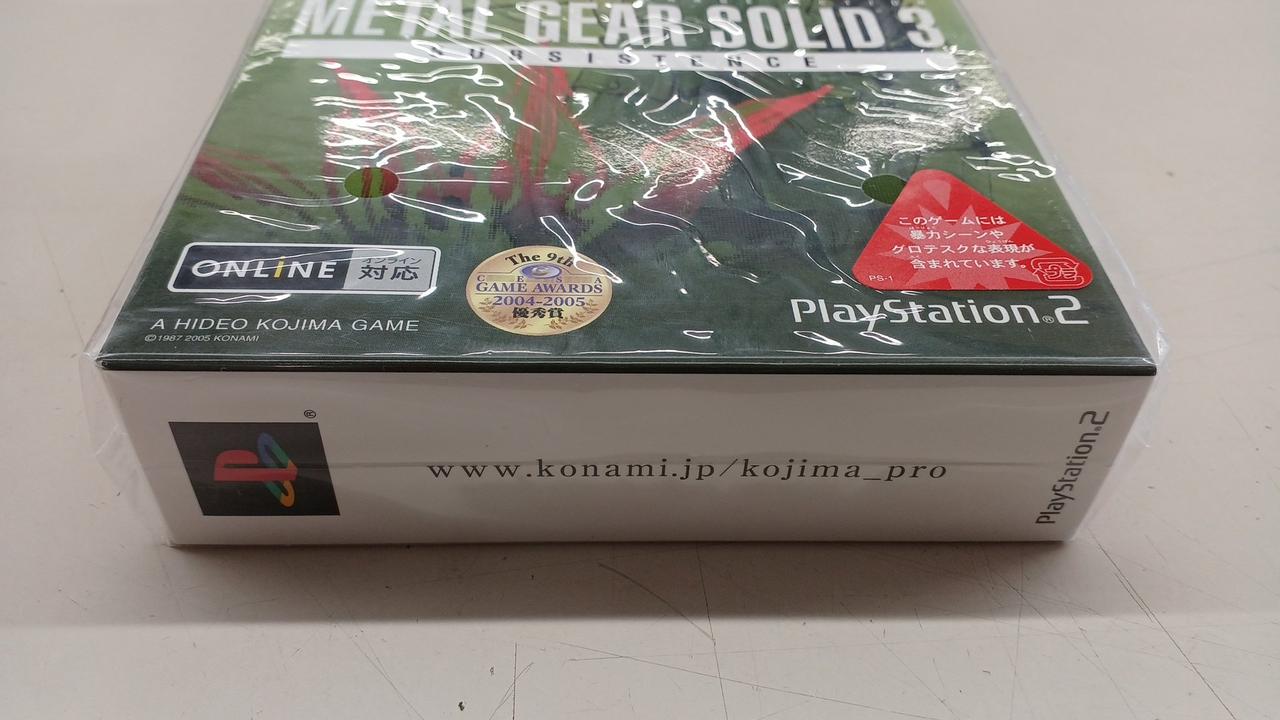 METAL GEAR SOLID 3
SUBSISTENCE
このゲームには
暴力シーンや
グロテスクな表現が
含まれています。
PS-1
ONLiNE
オンライン
対応
The 9th
CESA
GAME AWARDS
2004-2005
優秀賞
PlayStation®2
A HIDEO KOJIMA GAME
©1987 2005 KONAMI
®
www.konami.jp/kojima_pro
PlayStation®2